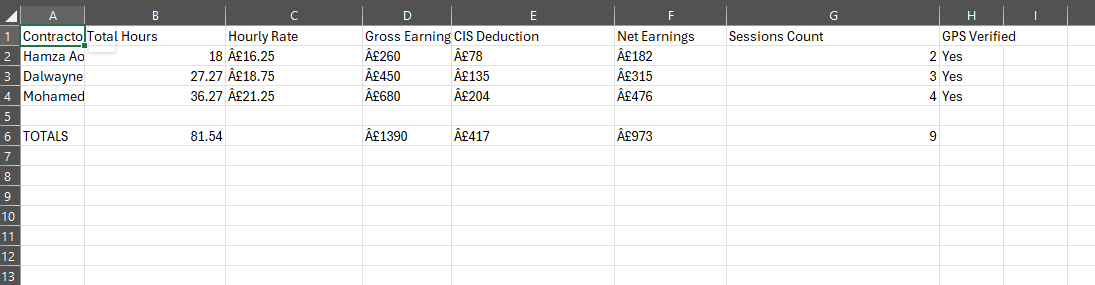 A B C D E F G H I
1 Contracto Total Hours Hourly Rate Gross Earning CIS Deduction Net Earnings Sessions Count GPS Verified
2 Hamza Ao 18 Â£16.25 Â£260 Â£78 Â£182 2 Yes
3 Dalwayne 27.27 Â£18.75 Â£450 Â£135 Â£315 3 Yes
4 Mohamed 36.27 Â£21.25 Â£680 Â£204 Â£476 4 Yes
5
6 TOTALS 81.54 Â£1390 Â£417 Â£973 9
7
8
9
10
11
12
13